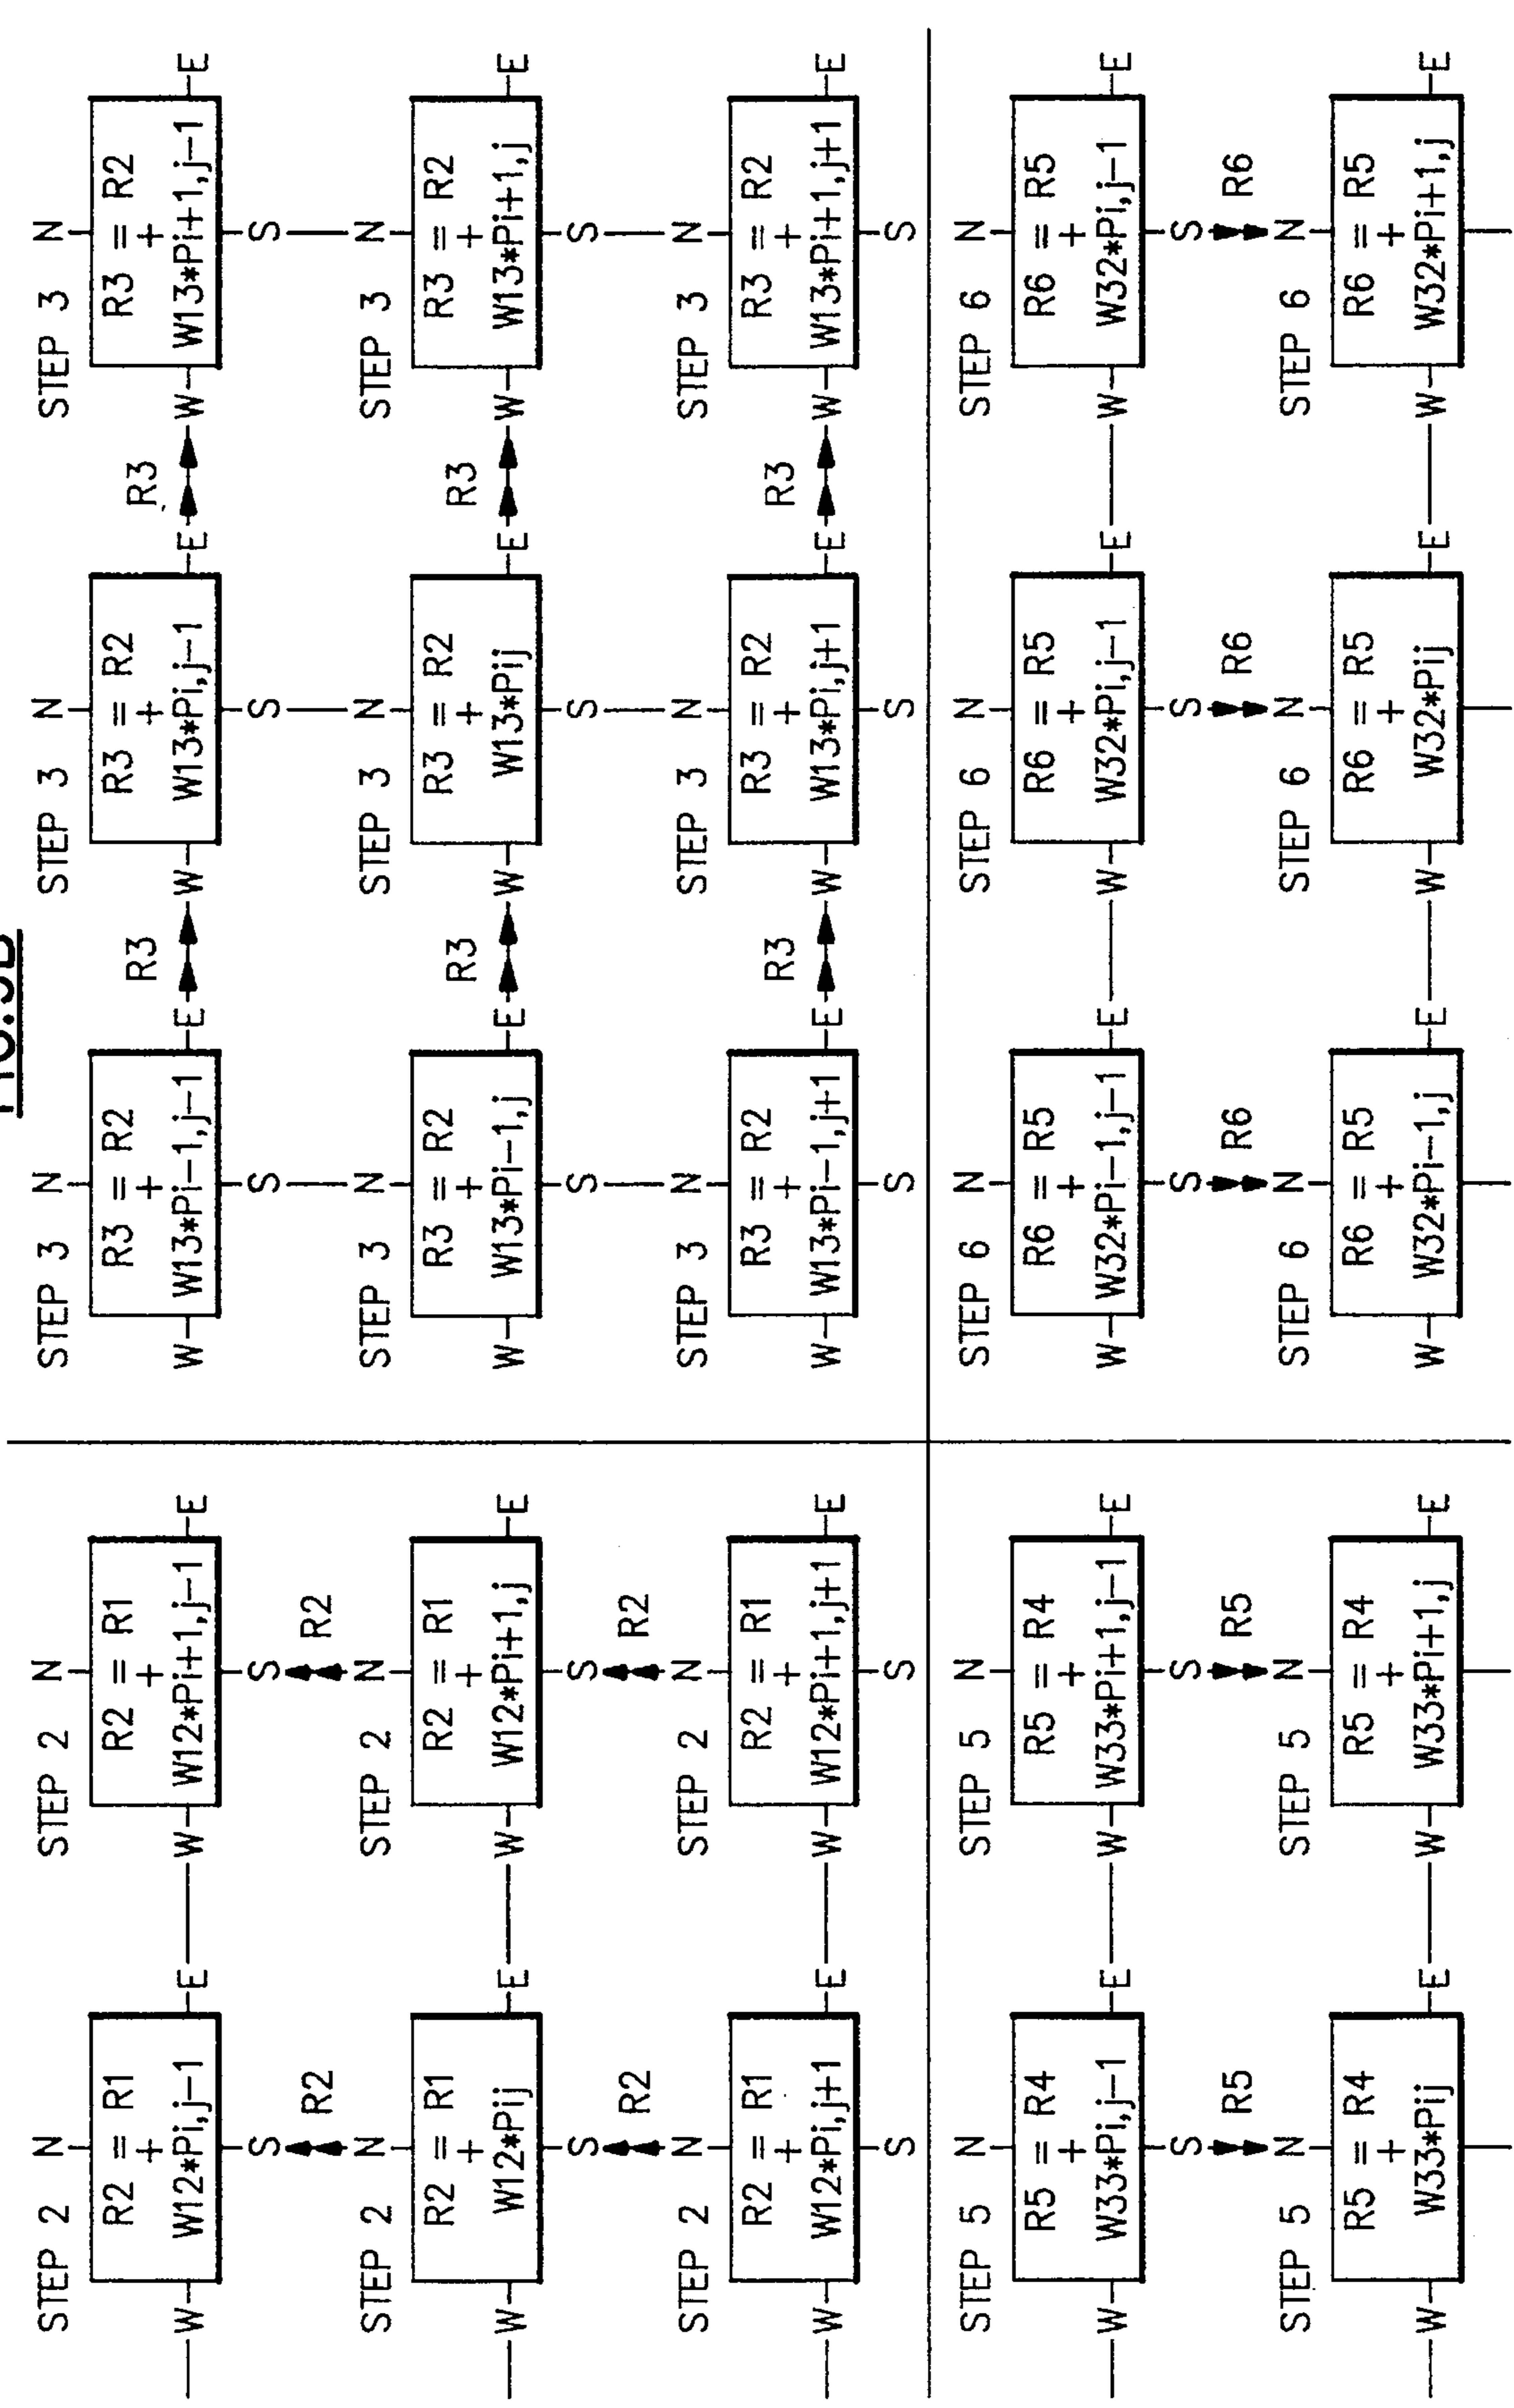 STEP 2 N STEP 2 N
R2 = R1 R2 = R1
+ +
W W12*Pi,j−1 E W W12*Pi+1,j−1 E
S S
R2 R2
STEP 2 N STEP 2 N
R2 = R1 R2 = R1
+ +
W W12*Pij E W W12*Pi+1,j E
S S
R2 R2
STEP 2 N STEP 2 N
R2 = R1 R2 = R1
+ +
W W12*Pi,j+1 E W W12*Pi+1,j+1 E
S S
STEP 3 N STEP 3 N STEP 3 N
R3 = R2 R3 = R2 R3 = R2
+ R3 + R3 +
W W13*Pi−1,j−1 E W W13*Pi,j−1 E W W13*Pi+1,j−1 E
S S S
STEP 3 N STEP 3 N STEP 3 N
R3 = R2 R3 = R2 R3 = R2
+ R3 + R3 +
W W13*Pi−1,j E W W13*Pij E W W13*Pi+1,j E
S S S
STEP 3 N STEP 3 N STEP 3 N
R3 = R2 R3 = R2 R3 = R2
+ R3 + R3 +
W W13*Pi−1,j+1 E W W13*Pi,j+1 E W W13*Pi+1,j+1 E
S S S
STEP 5 N STEP 5 N
R5 = R4 R5 = R4
+ +
W W33*Pi,j−1 E W W33*Pi+1,j−1 E
S S
R5 R5
STEP 5 N STEP 5 N
R5 = R4 R5 = R4
+ +
W W33*Pij E W W33*Pi+1,j E
STEP 6 N STEP 6 N STEP 6 N
R6 = R5 R6 = R5 R6 = R5
+ + +
W W32*Pi−1,j−1 E W W32*Pi,j−1 E W W32*Pi,j−1 E
S S S
R6 R6 R6
STEP 6 N STEP 6 N STEP 6 N
R6 = R5 R6 = R5 R6 = R5
+ + +
W W32*Pi−1,j E W W32*Pij E W W32*Pi+1,j E